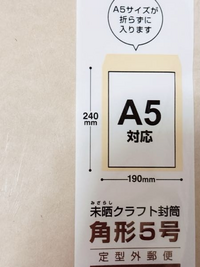 A5サイズが
折らずに
入ります
240
mm
A5
対応
190mm
みざらし
未晒クラフト封筒
角形5号
定型外郵便